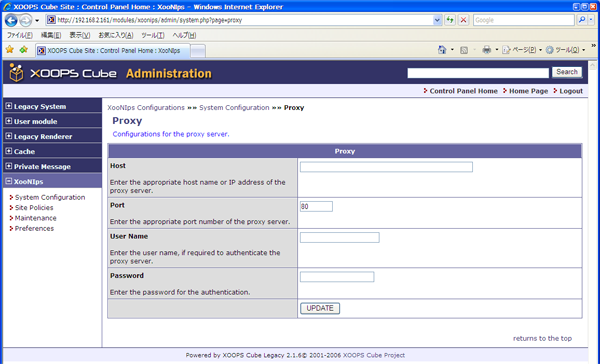 XOOPS Cube Site : Control Panel Home : XooNIps - Windows Internet Explorer
http://192.168.2.161/modules/xoonips/admin/system.php?page=proxy
Google
ファイル(F) 編集(E) 表示(V) お気に入り(A) ツール(T) ヘルプ(H)
XOOPS Cube Site : Control Panel Home : XooNIps
ページ(P) ツール(O)
XOOPS CUBE Administration
Search
Control Panel Home Home Page Logout
Legacy System
User module
Legacy Renderer
Cache
Private Message
XooNIps
System Configuration
Site Policies
Maintenance
Preferences
XooNIps Configurations »» System Configuration »» Proxy
Proxy
Configurations for the proxy server.
Proxy
Host
Enter the appropriate host name or IP address of the
proxy server.
Port
80
Enter the appropriate port number of the proxy server.
User Name
Enter the user name, if required to authenticate the
proxy server.
Password
Enter the password for the authentication.
UPDATE
returns to the top
Powered by XOOPS Cube Legacy 2.1.6© 2001-2006 XOOPS Cube Project